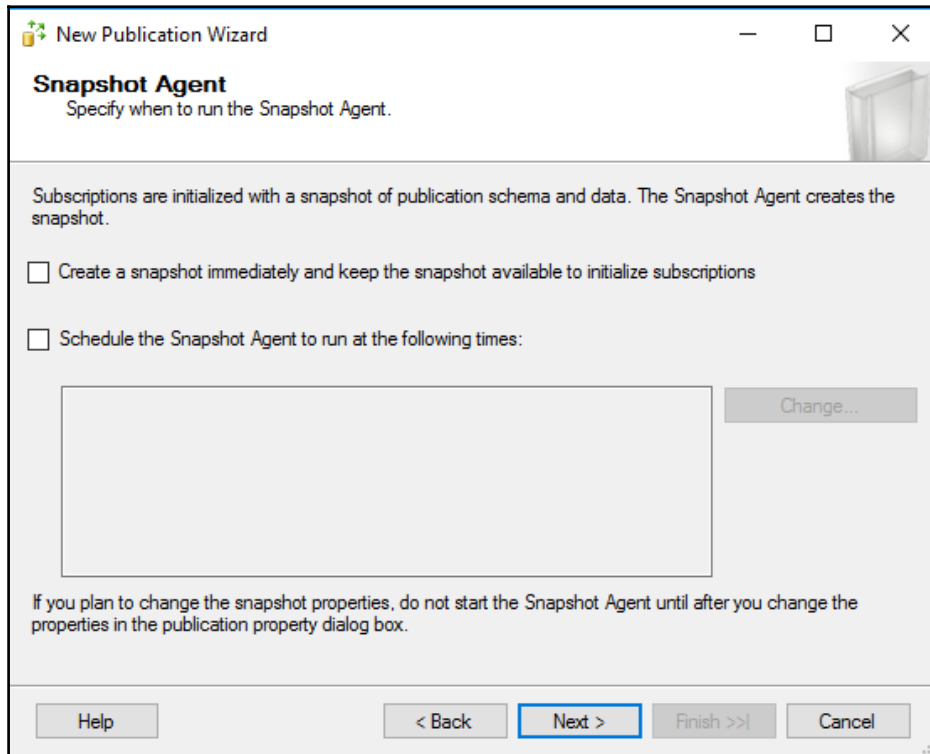 New Publication Wizard
Snapshot Agent
Specify when to run the Snapshot Agent.
Subscriptions are initialized with a snapshot of publication schema and data. The Snapshot Agent creates the
snapshot.
Create a snapshot immediately and keep the snapshot available to initialize subscriptions
Schedule the Snapshot Agent to run at the following times:
Change...
If you plan to change the snapshot properties, do not start the Snapshot Agent until after you change the
properties in the publication property dialog box.
Help
< Back
Next >
Finish >>|
Cancel